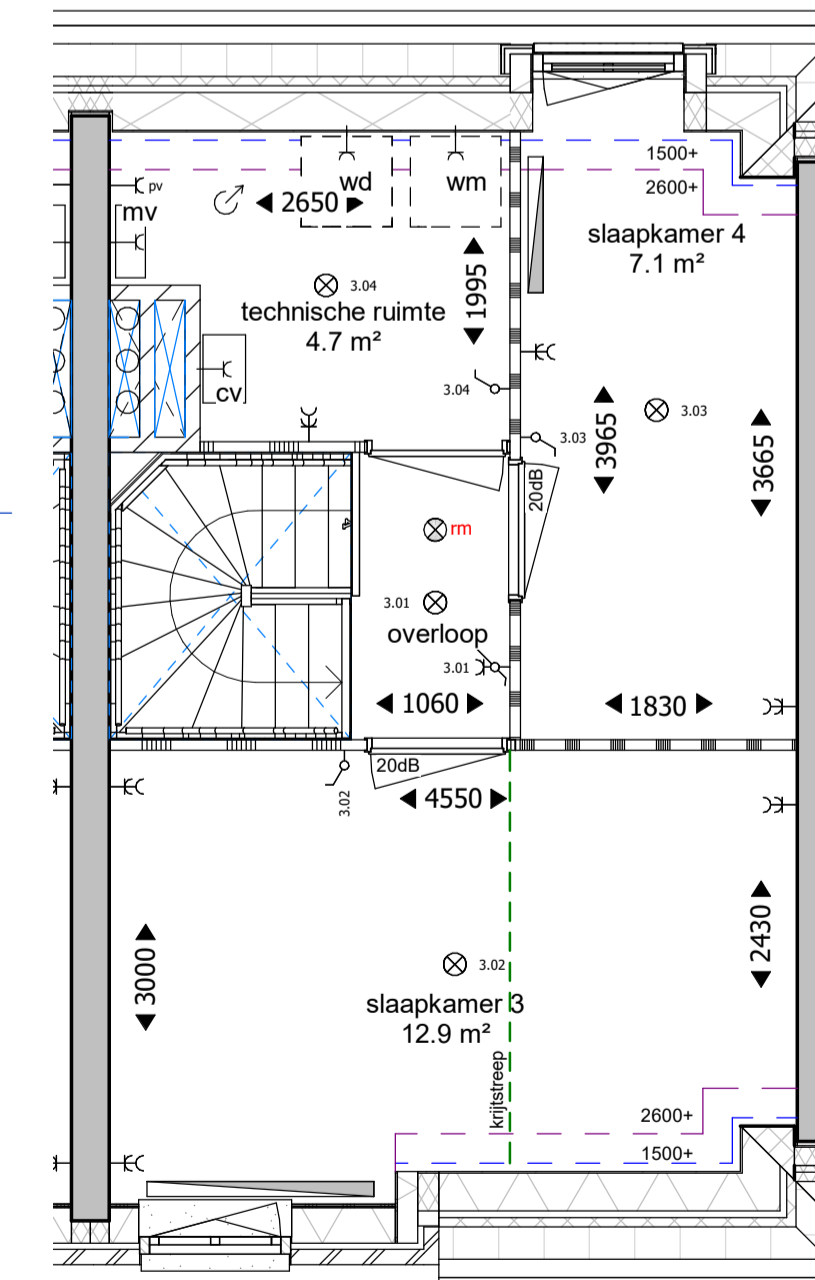 1500+
2600+
pv
mv
2650
wd
wm
slaapkamer 4
7.1 m²
1995
3.04
technische ruimte
4.7 m²
cv
3.04
3.03
3.03
3965
3665
20dB
rm
3.01
overloop
3.01
1060
1830
20dB
3.02
4550
3000
2430
3.02
slaapkamer 3
12.9 m²
krijtstreep
2600+
1500+